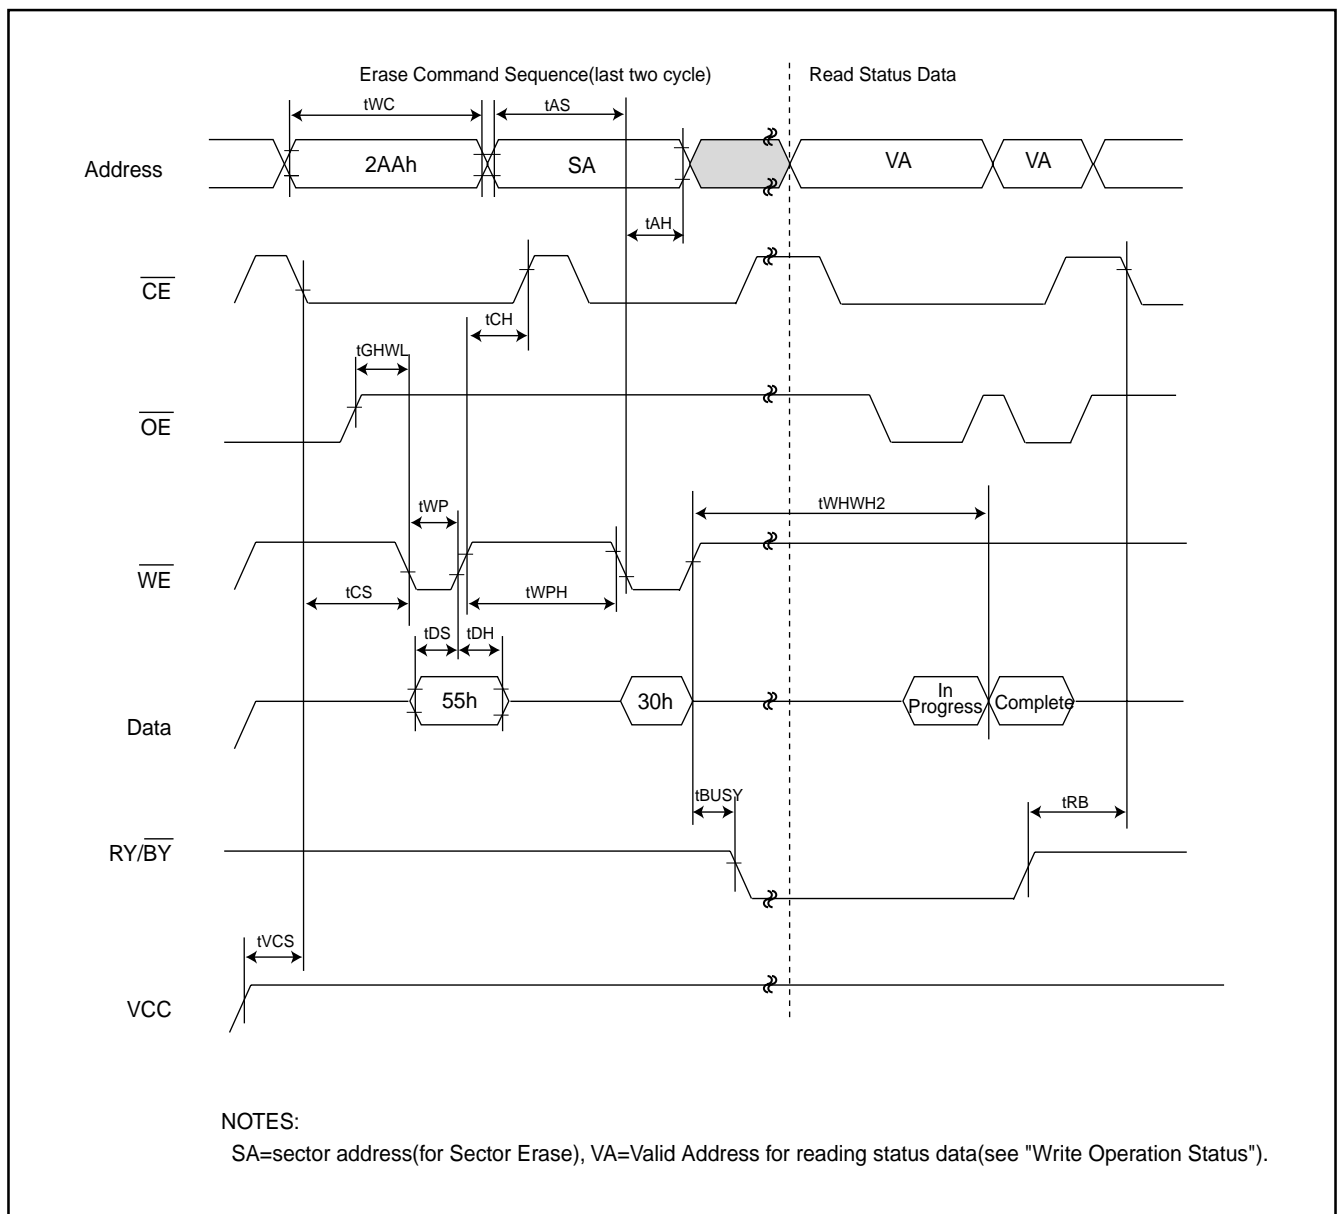 Erase Command Sequence(last two cycle)
Read Status Data
tWC
tAS
Address
2AAh
SA
VA
VA
tAH
CE
tCH
tGHWL
OE
tWP
tWHWH2
WE
tCS
tWPH
tDS
tDH
55h
30h
In
Progress
Complete
Data
tBUSY
tRB
RY/BY
tVCS
VCC
NOTES:
SA=sector address(for Sector Erase), VA=Valid Address for reading status data(see "Write Operation Status").